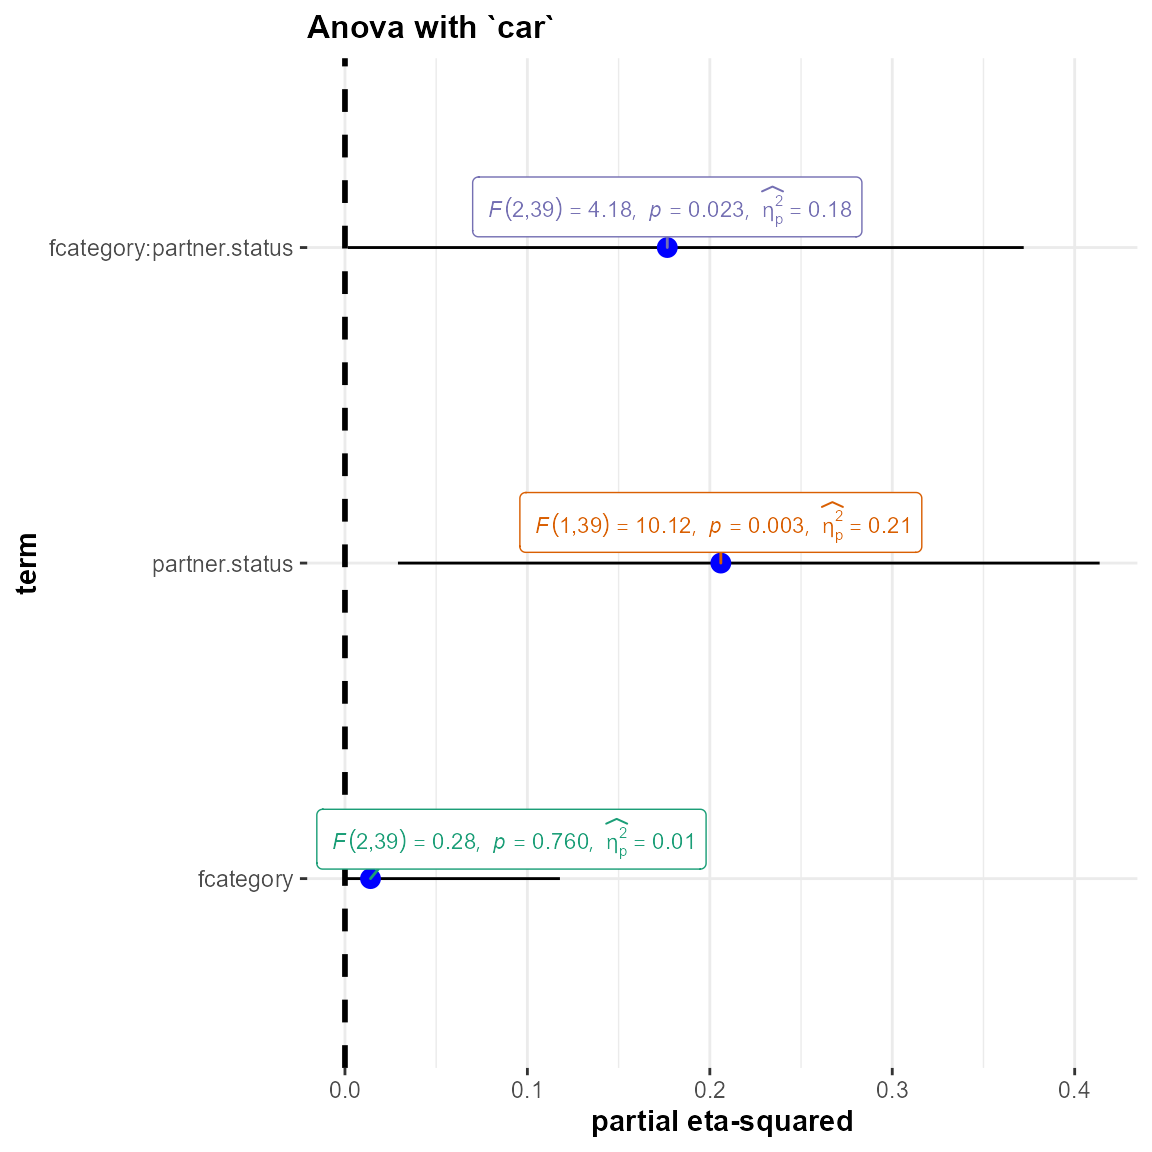 Anova with `car`
fcategory:partner.status
F(2,39) = 4.18, p = 0.023, η̂²ₚ = 0.18
term
partner.status
F(1,39) = 10.12, p = 0.003, η̂²ₚ = 0.21
fcategory
F(2,39) = 0.28, p = 0.760, η̂²ₚ = 0.01
0.0 0.1 0.2 0.3 0.4
partial eta-squared